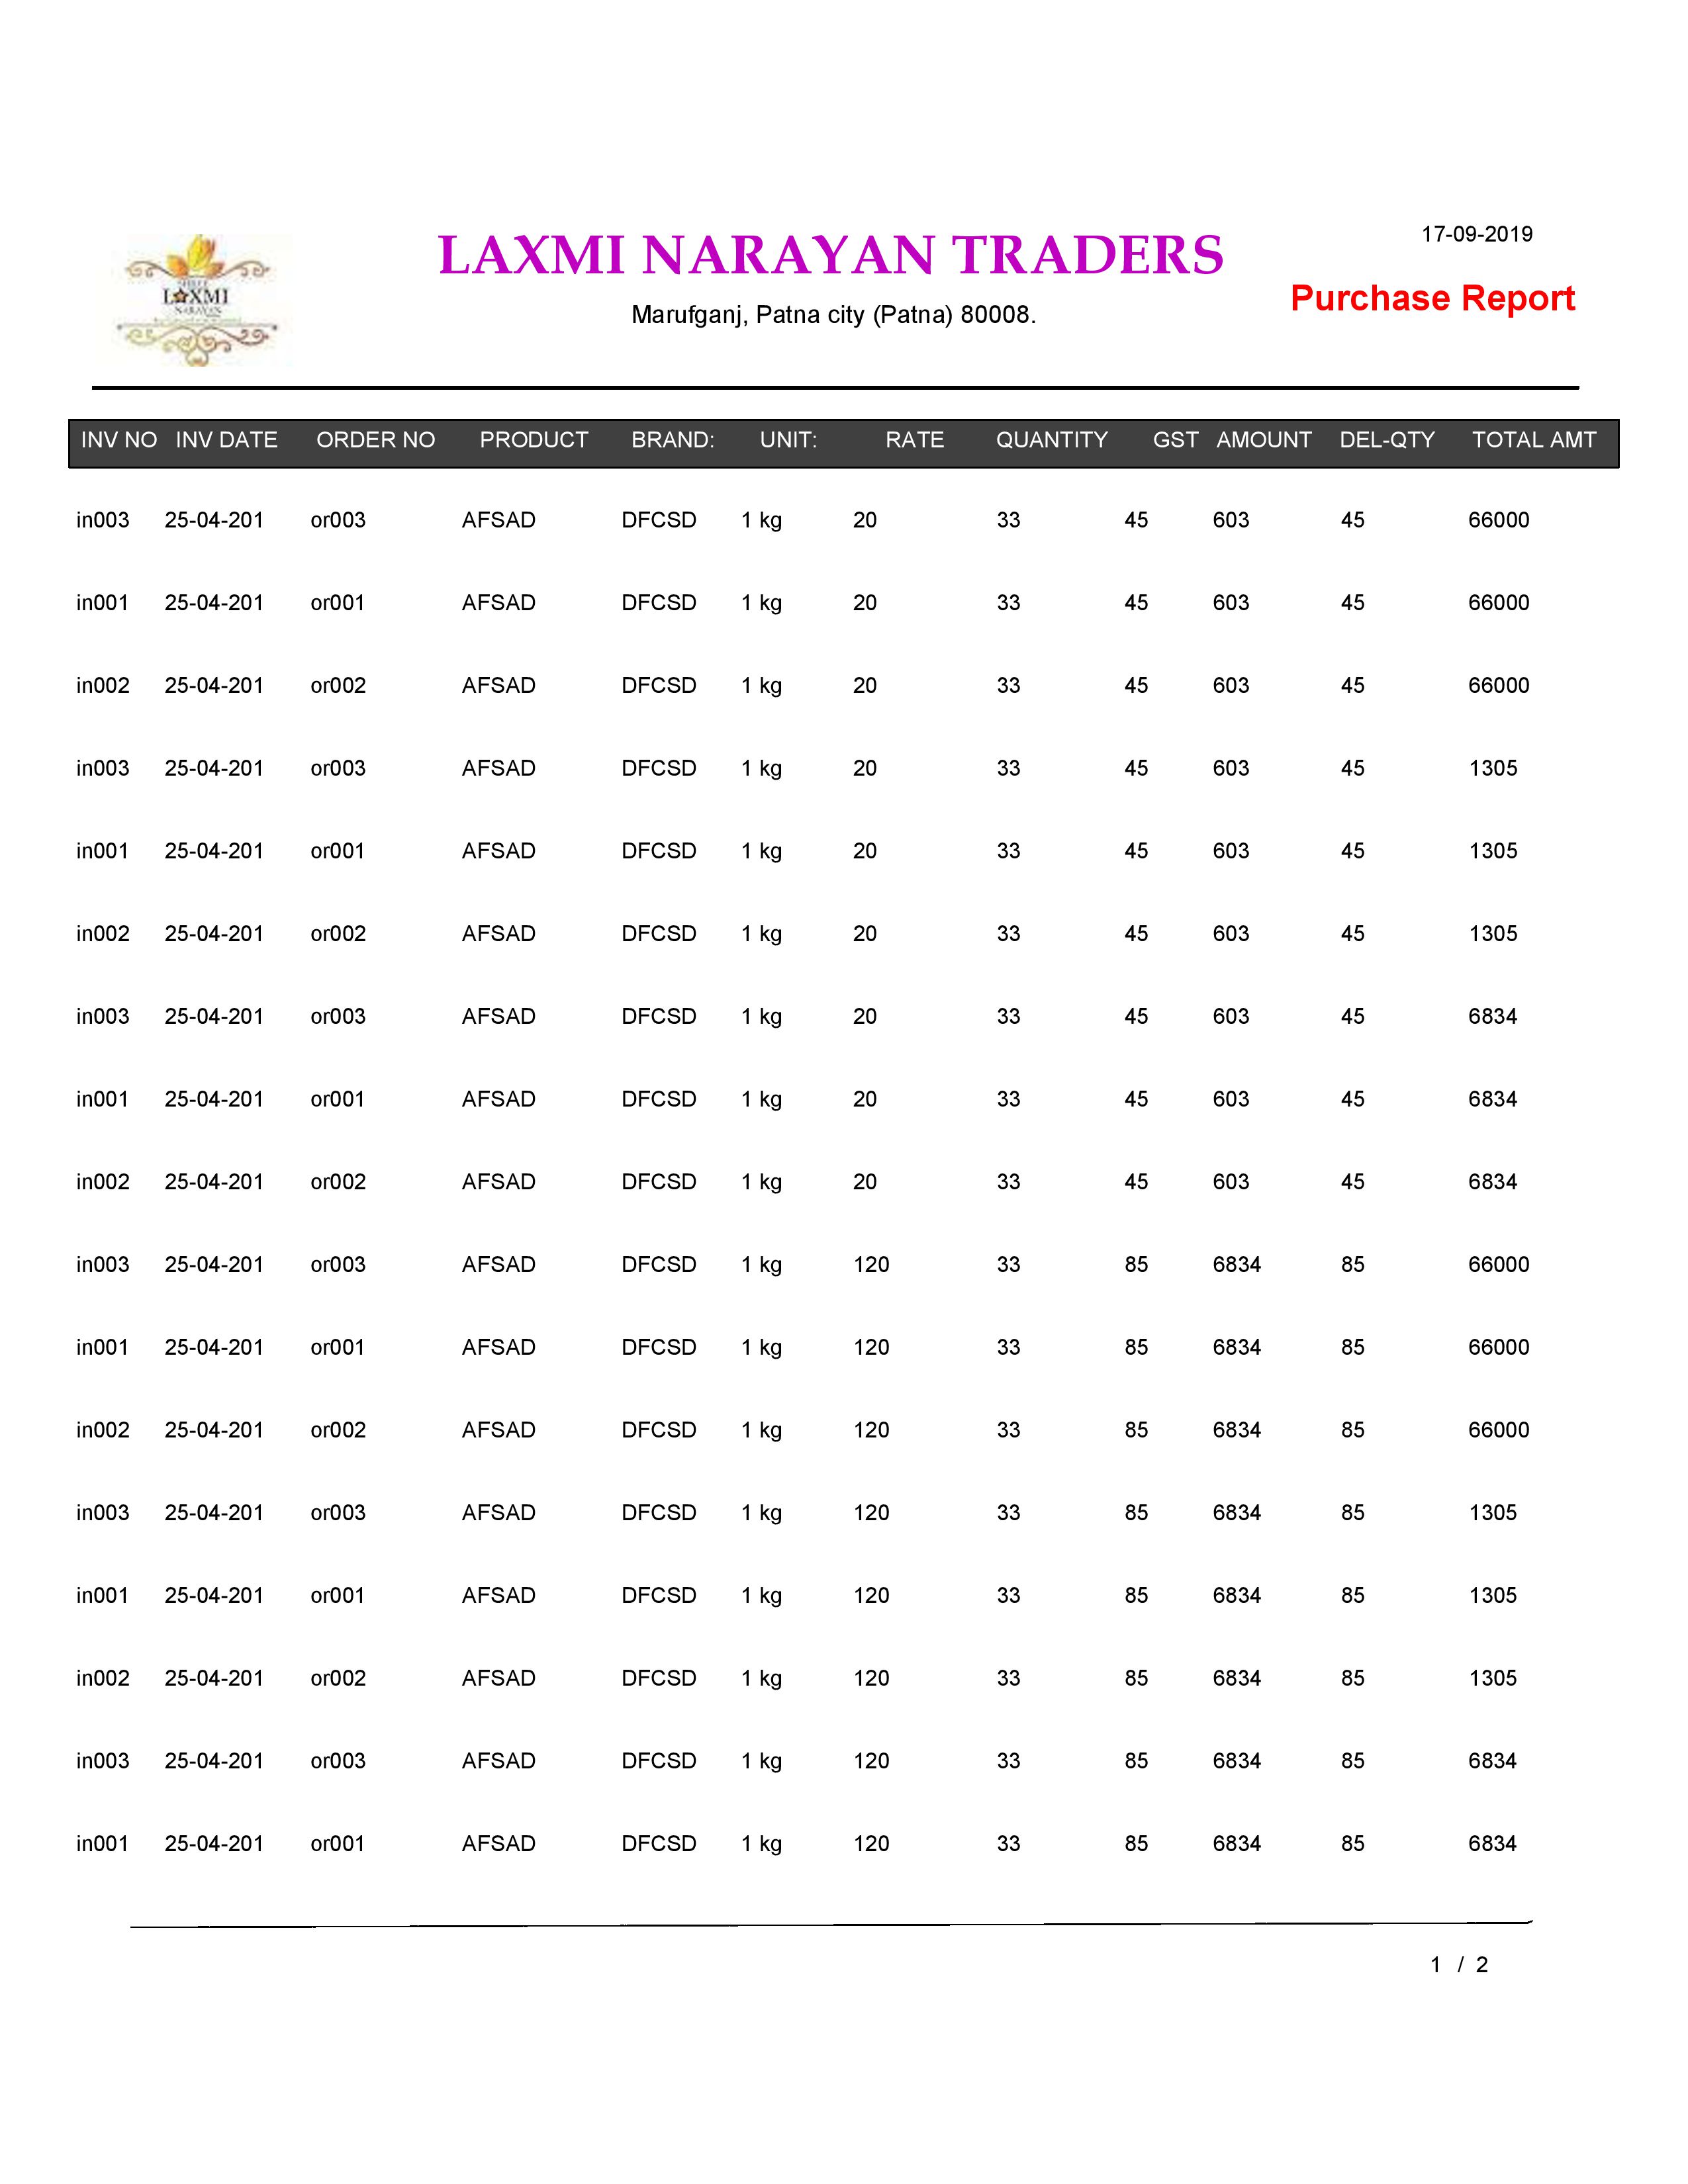 LAXMI NARAYAN TRADERS
17-09-2019
Marufganj, Patna city (Patna) 80008.
Purchase Report
LAXMI
NARAYAN
INV NO INV DATE ORDER NO PRODUCT BRAND: UNIT: RATE QUANTITY GST AMOUNT DEL-QTY TOTAL AMT
in003 25-04-201 or003 AFSAD DFCSD 1 kg 20 33 45 603 45 66000
in001 25-04-201 or001 AFSAD DFCSD 1 kg 20 33 45 603 45 66000
in002 25-04-201 or002 AFSAD DFCSD 1 kg 20 33 45 603 45 66000
in003 25-04-201 or003 AFSAD DFCSD 1 kg 20 33 45 603 45 1305
in001 25-04-201 or001 AFSAD DFCSD 1 kg 20 33 45 603 45 1305
in002 25-04-201 or002 AFSAD DFCSD 1 kg 20 33 45 603 45 1305
in003 25-04-201 or003 AFSAD DFCSD 1 kg 20 33 45 603 45 6834
in001 25-04-201 or001 AFSAD DFCSD 1 kg 20 33 45 603 45 6834
in002 25-04-201 or002 AFSAD DFCSD 1 kg 20 33 45 603 45 6834
in003 25-04-201 or003 AFSAD DFCSD 1 kg 120 33 85 6834 85 66000
in001 25-04-201 or001 AFSAD DFCSD 1 kg 120 33 85 6834 85 66000
in002 25-04-201 or002 AFSAD DFCSD 1 kg 120 33 85 6834 85 66000
in003 25-04-201 or003 AFSAD DFCSD 1 kg 120 33 85 6834 85 1305
in001 25-04-201 or001 AFSAD DFCSD 1 kg 120 33 85 6834 85 1305
in002 25-04-201 or002 AFSAD DFCSD 1 kg 120 33 85 6834 85 1305
in003 25-04-201 or003 AFSAD DFCSD 1 kg 120 33 85 6834 85 6834
in001 25-04-201 or001 AFSAD DFCSD 1 kg 120 33 85 6834 85 6834
1 / 2